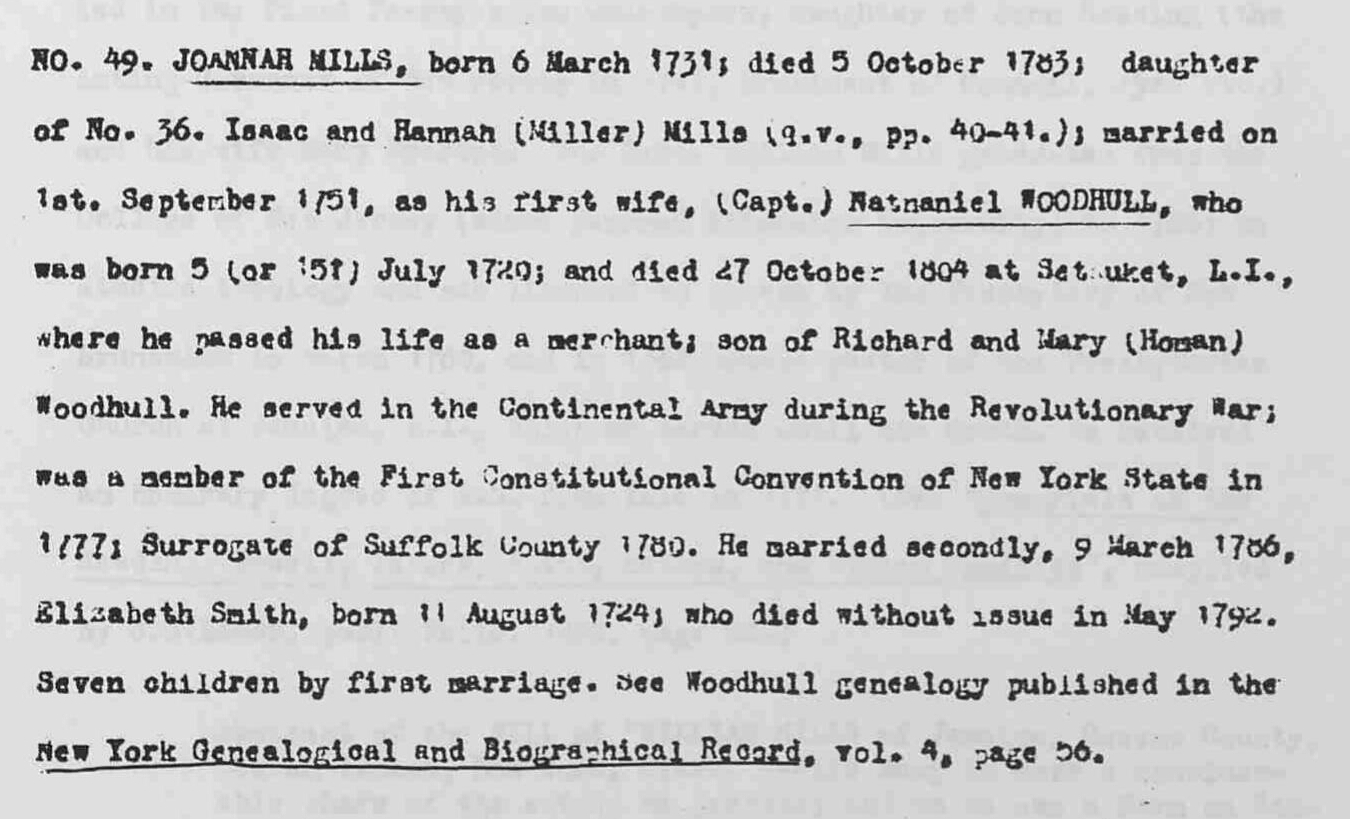 NO. 49. JOANNAH MILLS, born 6 March 1731; died 5 October 1783; daughter
of No. 36. Isaac and Hannah (Miller) Mills (q.v., pp. 40-41.); married on
1st. September 1751, as his first wife, (Capt.) Nathaniel WOODHULL, who
was born 5 (or 15?) July 1720; and died 27 October 1804 at Setauket, L.I.,
where he passed his life as a merchant; son of Richard and Mary (Homan)
Woodhull. He served in the Continental Army during the Revolutionary War;
was a member of the First Constitutional Convention of New York State in
1777; Surrogate of Suffolk County 1780. He married secondly, 9 March 1786,
Elizabeth Smith, born 11 August 1724; who died without issue in May 1792.
Seven children by first marriage. See Woodhull genealogy published in the
New York Genealogical and Biographical Record, vol. 4, page 56.